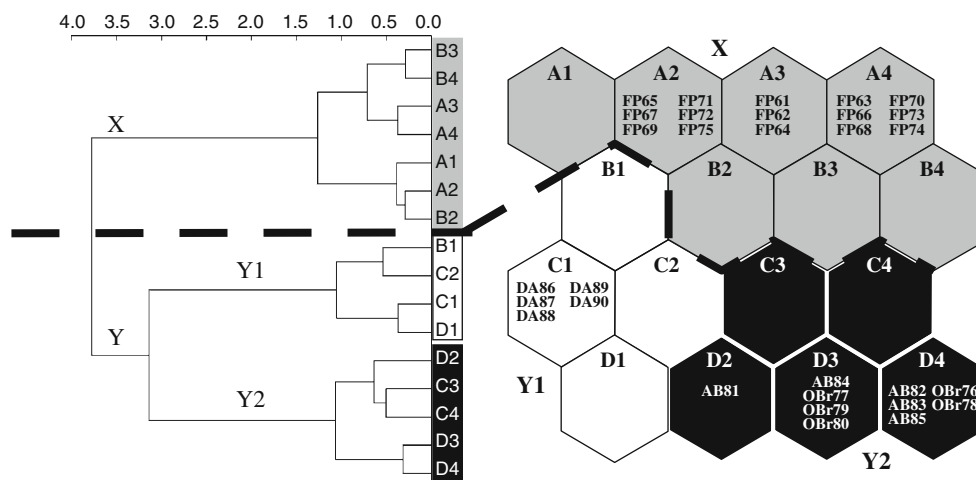 4.0 3.5 3.0 2.5 2.0 1.5 1.0 0.5 0.0
B3
B4
A3
A4
A1
A2
B2
B1
C2
C1
D1
D2
C3
C4
D3
D4
X
Y1
Y
Y2
X
A1 A2 A3 A4
FP65 FP71
FP67 FP72
FP69 FP75
FP61
FP62
FP64
FP63 FP70
FP66 FP73
FP68 FP74
B1 B2 B3 B4
C1 C2 C3 C4
DA86 DA89
DA87 DA90
DA88
D1 D2 D3 D4
Y1
AB81
AB84
OBr77
OBr79
OBr80
AB82 OBr76
AB83 OBr78
AB85
Y2